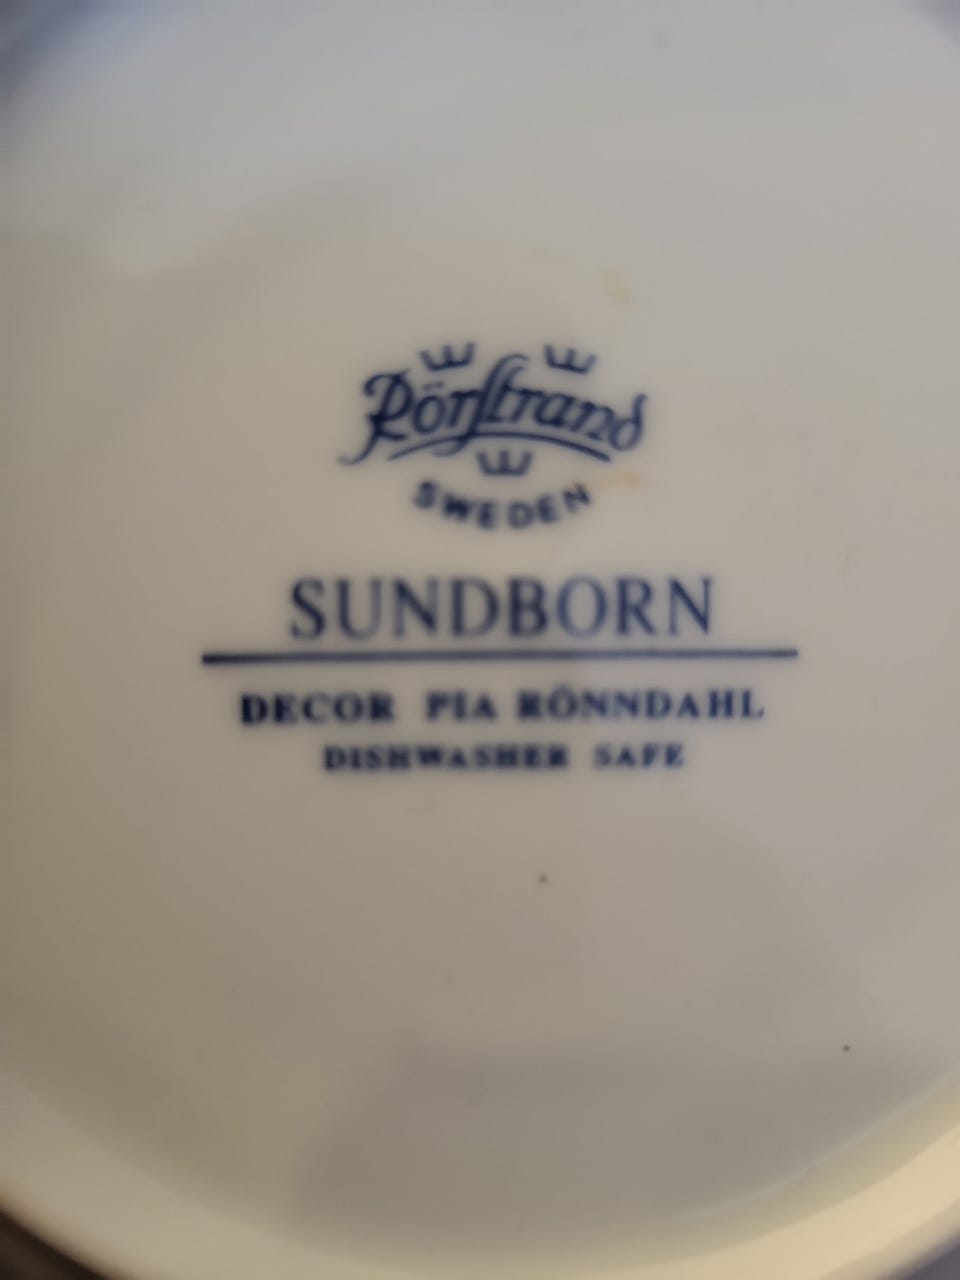 Rörstrand
SWEDEN
SUNDBORN
DECOR PIA RÖNNDAHL
DISHWASHER SAFE